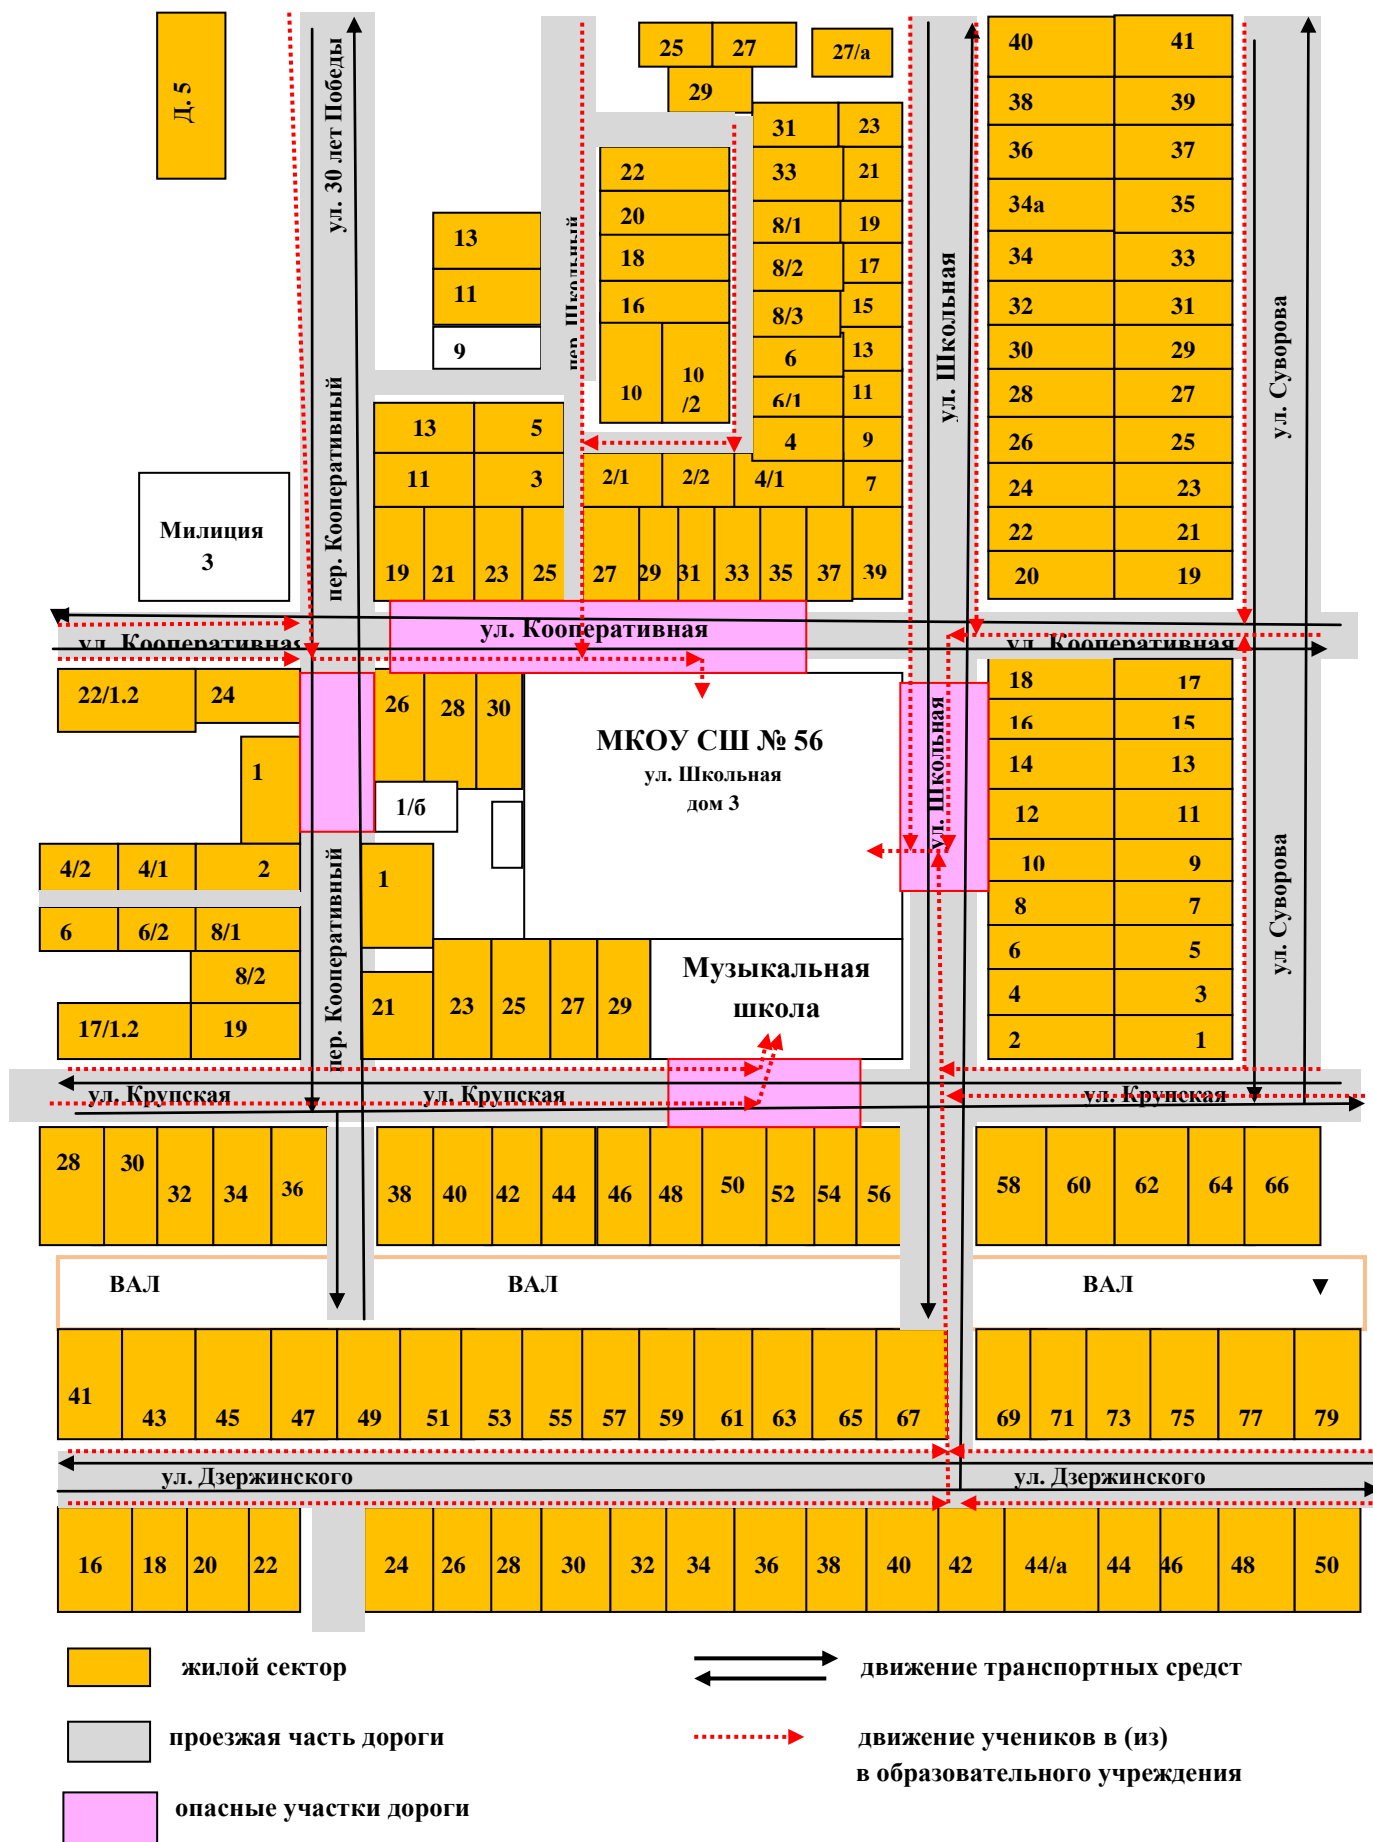 Д. 5
ул. 30 лет Победы
25 27 27/а
29
31 23
33 21
8/1 19
8/2 17
8/3 15
6 13
6/1 11
4 9
22
20
18
16
10 10
/2
пер. Школьный
13
11
9
ул. Школьная
40 41
38 39
36 37
34а 35
34 33
32 31
30 29
28 27
26 25
24 23
22 21
20 19
ул. Суворова
пер. Кооперативный
Милиция
3
13 5
11 3
2/1 2/2 4/1 7
19 21 23 25 27 29 31 33 35 37 39
ул. Кооперативная
ул. Кооперативная
ул. Кооперативная
22/1.2 24
26 28 30
1
1/б
МКОУ СШ № 56
ул. Школьная
дом 3
ул. Школьная
18 17
16 15
14 13
12 11
10 9
8 7
6 5
4 3
2 1
ул. Суворова
4/2 4/1 2
1
6 6/2 8/1
8/2
17/1.2 19
пер. Кооперативный
21 23 25 27 29
Музыкальная
школа
ул. Крупская
ул. Крупская
ул. Крупская
28 30 32 34 36 38 40 42 44 46 48 50 52 54 56 58 60 62 64 66
ВАЛ ВАЛ ВАЛ
41 43 45 47 49 51 53 55 57 59 61 63 65 67 69 71 73 75 77 79
ул. Дзержинского
ул. Дзержинского
16 18 20 22 24 26 28 30 32 34 36 38 40 42 44/а 44 46 48 50
жилой сектор
движение транспортных средст
проезжая часть дороги
движение учеников в (из)
в образовательного учреждения
опасные участки дороги